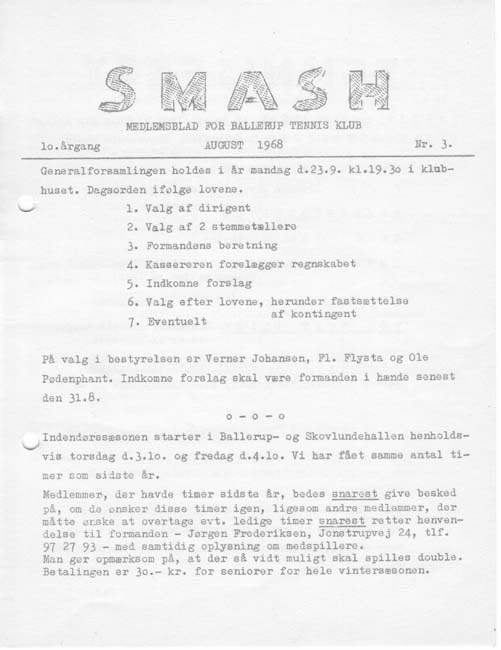 SMASH
MEDLEMSBLAD FOR BALLERUP TENNIS KLUB
lo.årgang AUGUST 1968 Nr. 3.
Generalforsamlingen holdes i år mandag d.23.9. kl.19.3o i klub-
huset. Dagsorden ifølge lovene.
1. Valg af dirigent
2. Valg af 2 stemmetællere
3. Formandens beretning
4. Kassereren forelægger regnskabet
5. Indkomne forslag
6. Valg efter lovene, herunder fastsættelse
af kontingent
7. Eventuelt
På valg i bestyrelsen er Verner Johansen, Fl. Flysta og Ole
Pødenphant. Indkomne forslag skal være formanden i hænde senest
den 31.8.
o - o - o
Indendørssæsonen starter i Ballerup- og Skovlundehallen henholds-
vis torsdag d.3.lo. og fredag d.4.lo. Vi har fået samme antal ti-
mer som sidste år.
Medlemmer, der havde timer sidste år, bedes snarest give besked
på, om de ønsker disse timer igen, ligesom andre medlemmer, der
måtte ønske at overtage evt. ledige timer snarest retter henven-
delse til formanden - Jørgen Frederiksen, Jonstrupvej 24, tlf.
97 27 93 - med samtidig oplysning om medspillere.
Man gør opmærksom på, at der så vidt muligt skal spilles double.
Betalingen er 3o.- kr. for seniorer for hele vintersæsonen.